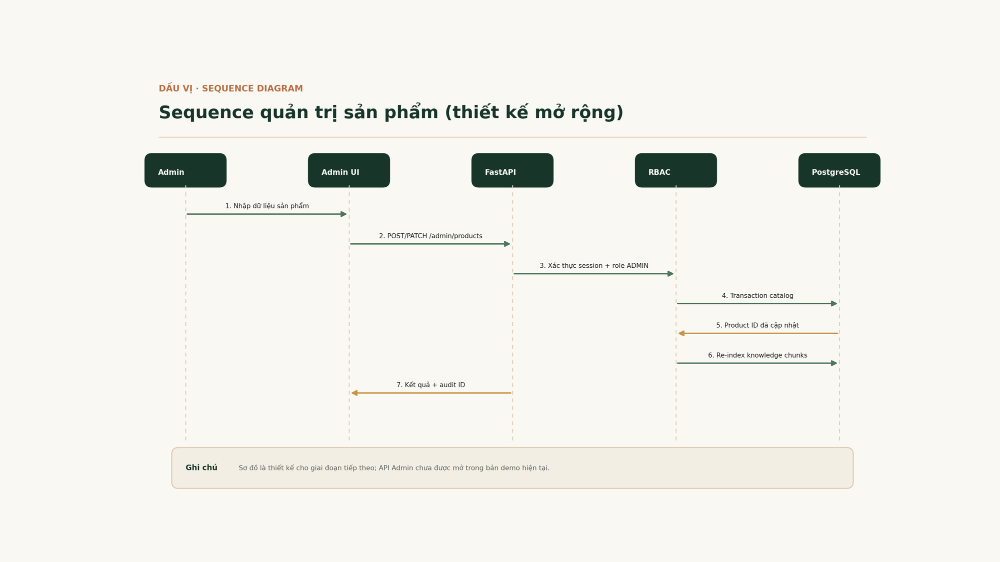 DẤU VỊ · SEQUENCE DIAGRAM
Sequence quản trị sản phẩm (thiết kế mở rộng)
Admin
Admin UI
FastAPI
RBAC
PostgreSQL
1. Nhập dữ liệu sản phẩm
2. POST/PATCH /admin/products
3. Xác thực session + role ADMIN
4. Transaction catalog
5. Product ID đã cập nhật
6. Re-index knowledge chunks
7. Kết quả + audit ID
Ghi chú
Sơ đồ là thiết kế cho giai đoạn tiếp theo; API Admin chưa được mở trong bản demo hiện tại.